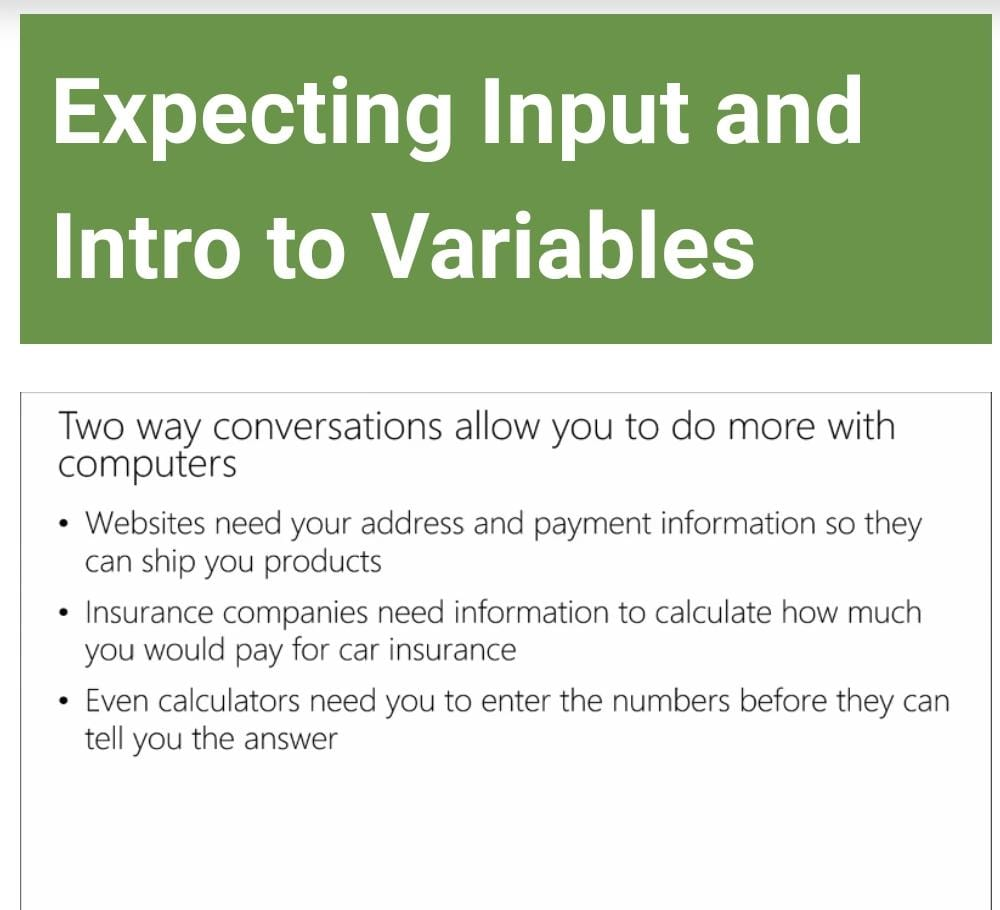 Expecting Input and
Intro to Variables
Two way conversations allow you to do more with
computers
• Websites need your address and payment information so they
can ship you products
• Insurance companies need information to calculate how much
you would pay for car insurance
• Even calculators need you to enter the numbers before they can
tell you the answer